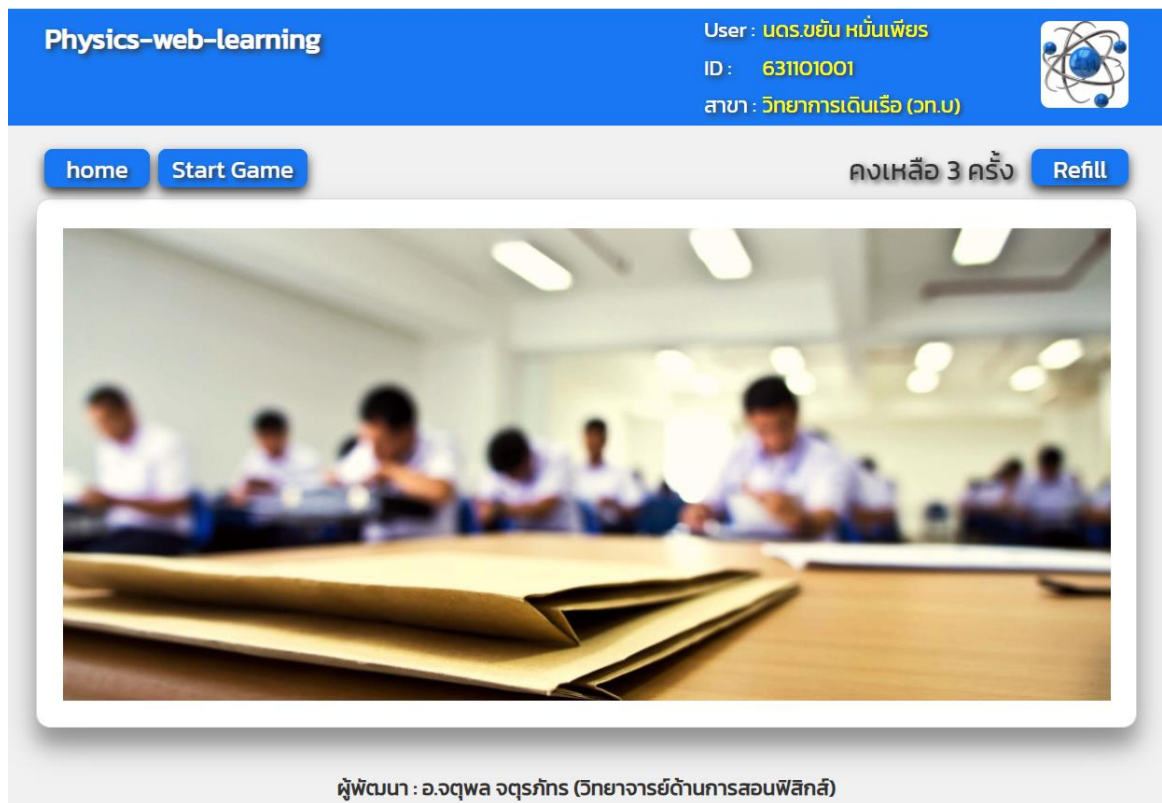 Physics-web-learning
User : นดร.ขยัน หมั่นเพียร
ID : 631101001
สาขา : วิทยาการเดินเรือ (วท.บ)
home Start Game คงเหลือ 3 ครั้ง Refill
ผู้พัฒนา : อ.จตุพล จตุรภัทร (วิทยาจารย์ด้านการสอนฟิสิกส์)